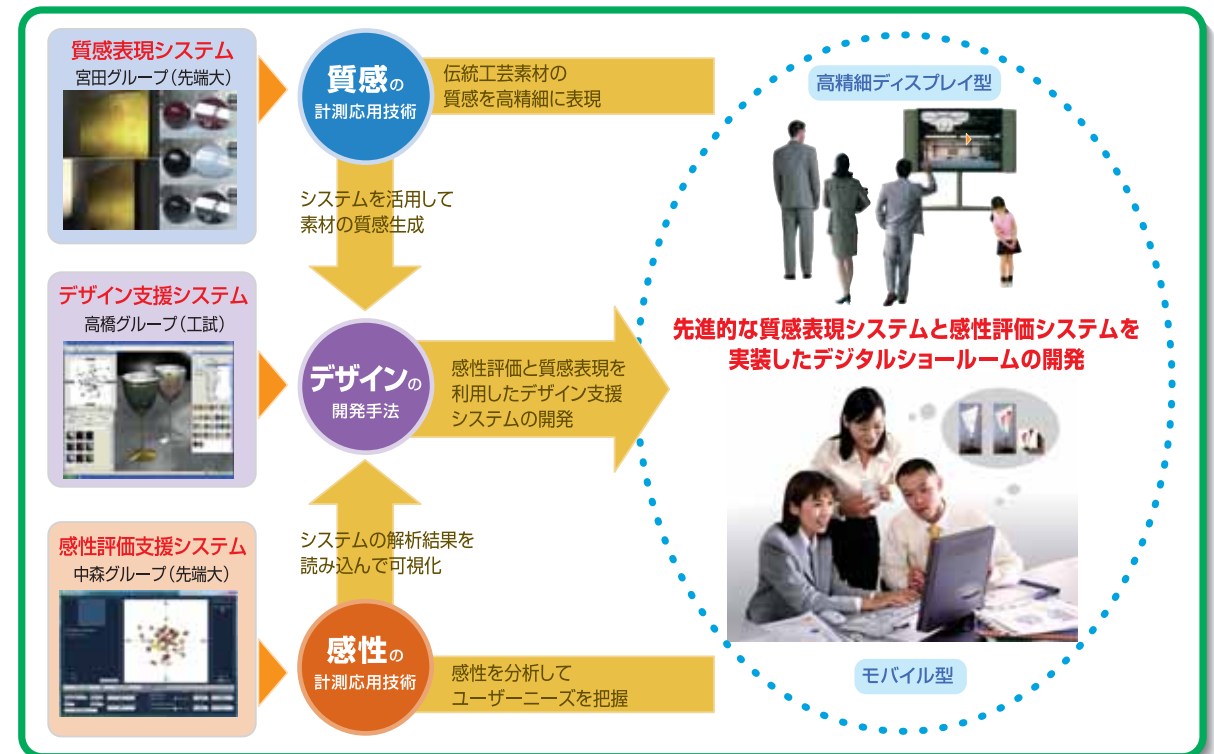 質感表現システム
宮田グループ（先端大）
質感の
計測応用技術
伝統工芸素材の
質感を高精細に表現
システムを活用して
素材の質感生成
デザイン支援システム
高橋グループ（工試）
デザインの
開発手法
感性評価と質感表現を
利用したデザイン支援
システムの開発
システムの解析結果を
読み込んで可視化
感性評価支援システム
中森グループ（先端大）
感性の
計測応用技術
感性を分析して
ユーザーニーズを把握
高精細ディスプレイ型
先進的な質感表現システムと感性評価システムを
実装したデジタルショールームの開発
モバイル型